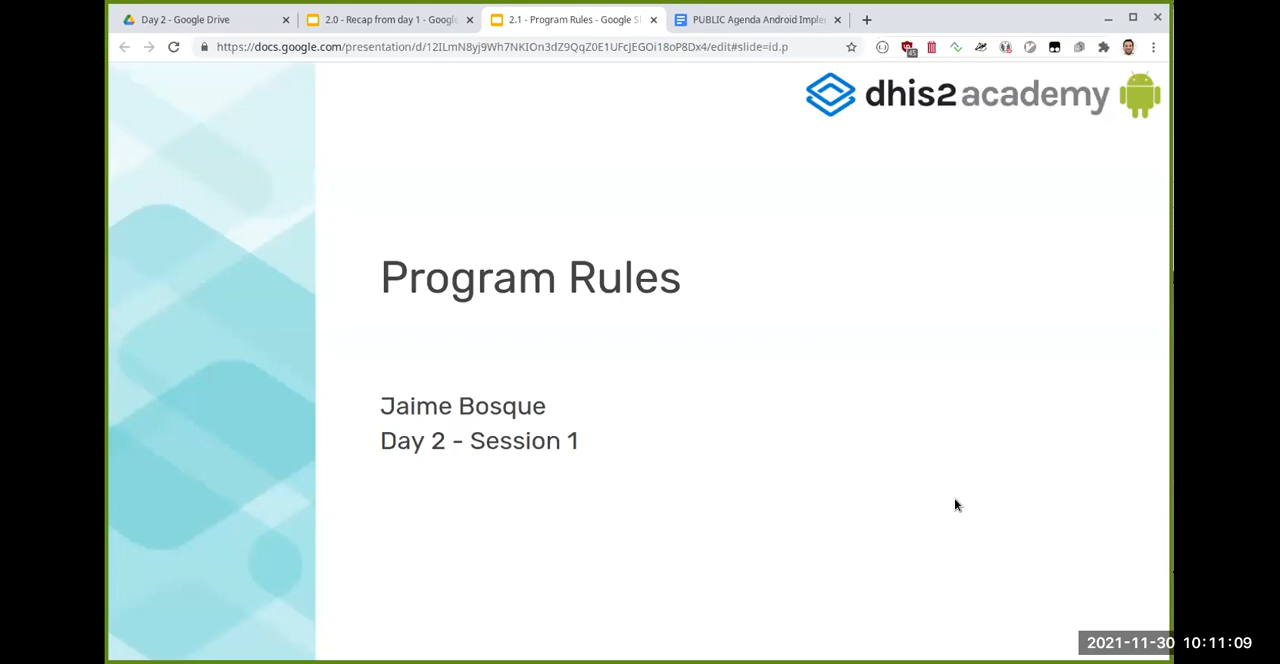 Day 2 - Google Drive
2.0 - Recap from day 1 - Google
2.1 - Program Rules - Google Sl
PUBLIC Agenda Android Imple
https://docs.google.com/presentation/d/12ILmN8yj9Wh7NKIOn3dZ9QqZ0E1UFcJEGOi18oP8Dx4/edit#slide=id.p
45
dhis2 academy
Program Rules
Jaime Bosque
Day 2 - Session 1
2021-11-30 10:11:09